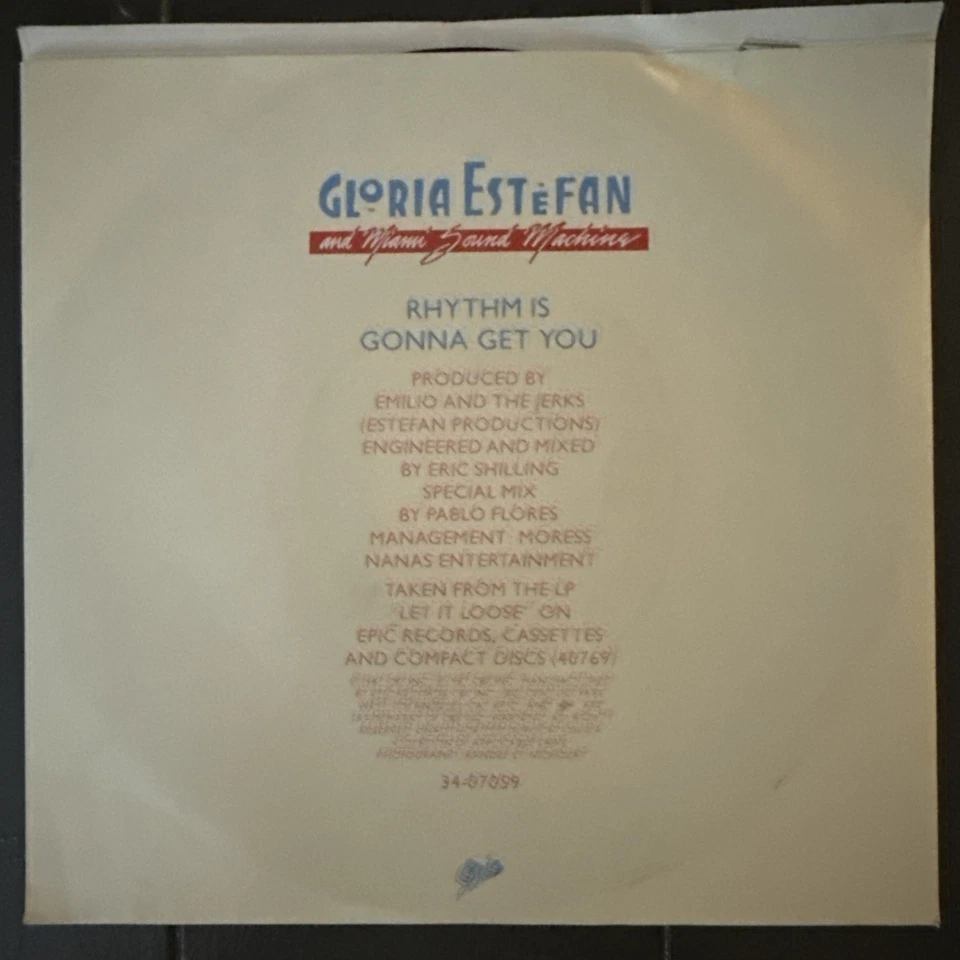 GLORIA ESTEFAN
and Miami Sound Machine
RHYTHM IS
GONNA GET YOU
PRODUCED BY
EMILIO AND THE JERKS
(ESTEFAN PRODUCTIONS)
ENGINEERED AND MIXED
BY ERIC SHILLING
SPECIAL MIX
BY PABLO FLORES
MANAGEMENT: MORESS
NANAS ENTERTAINMENT
TAKEN FROM THE LP
"LET IT LOOSE" ON
EPIC RECORDS, CASSETTES
AND COMPACT DISCS (40769)
34-07059
Epic